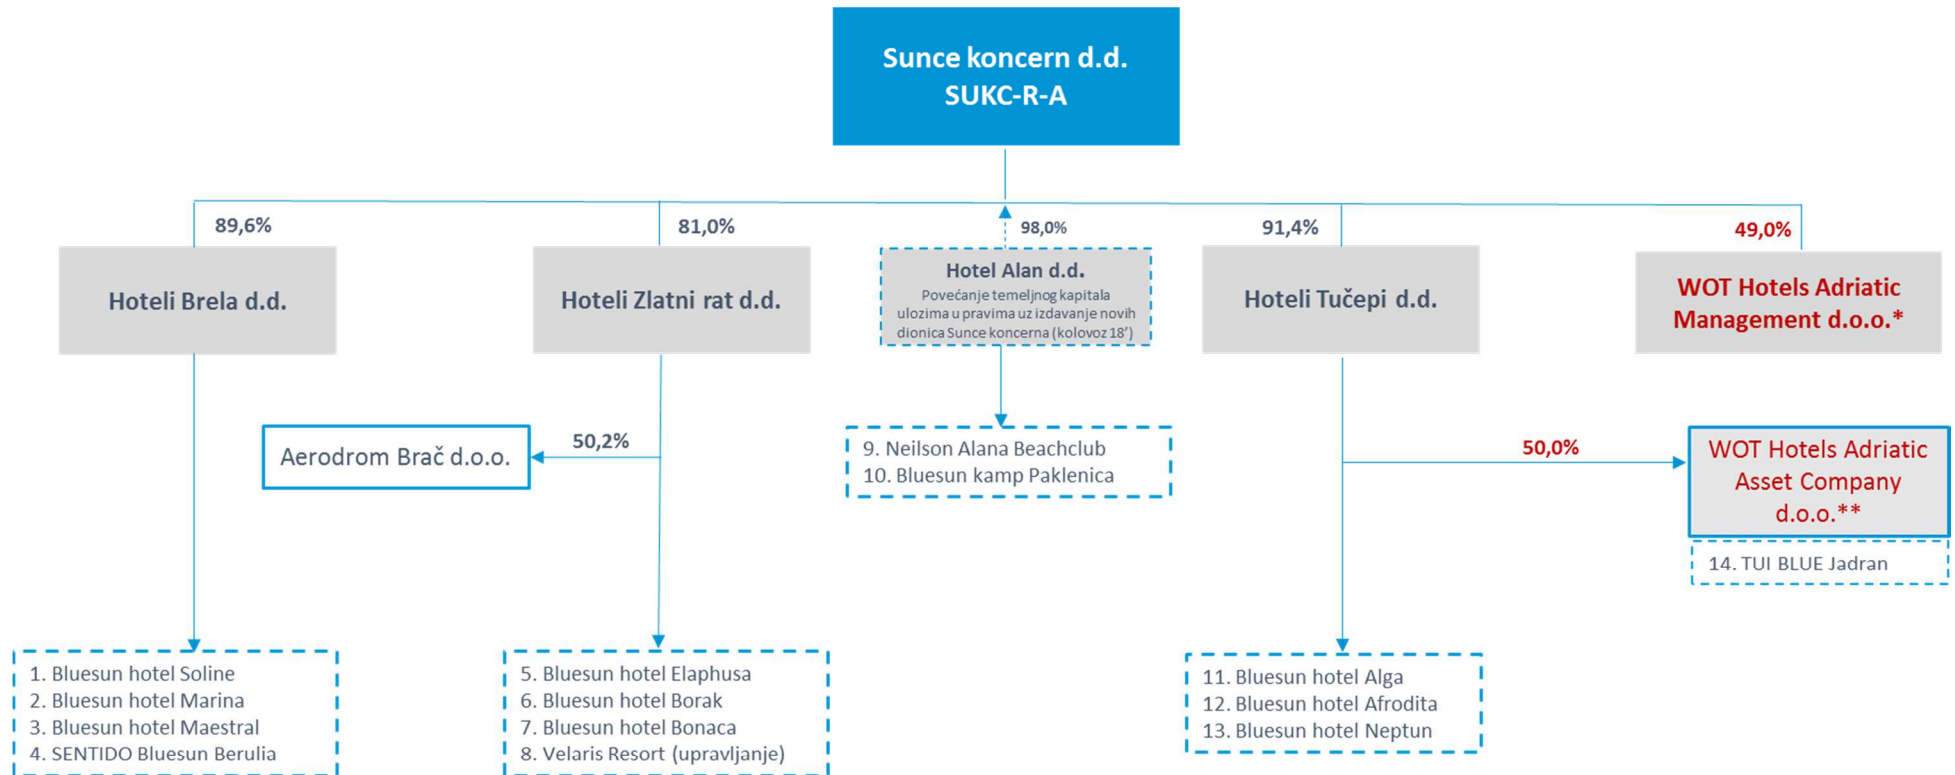 Sunce koncern d.d.
SUKC-R-A
89,6%
81,0%
98,0%
91,4%
49,0%
Hoteli Brela d.d.
Hoteli Zlatni rat d.d.
Hotel Alan d.d.
Povećanje temeljnog kapitala
ulozima u pravima uz izdavanje novih
dionica Sunce koncerna (kolovoz 18’)
Hoteli Tučepi d.d.
WOT Hotels Adriatic
Management d.o.o.*
Aerodrom Brač d.o.o.
50,2%
9. Neilson Alana Beachclub
10. Bluesun kamp Paklenica
50,0%
WOT Hotels Adriatic
Asset Company
d.o.o.**
14. TUI BLUE Jadran
1. Bluesun hotel Soline
2. Bluesun hotel Marina
3. Bluesun hotel Maestral
4. SENTIDO Bluesun Berulia
5. Bluesun hotel Elaphusa
6. Bluesun hotel Borak
7. Bluesun hotel Bonaca
8. Velaris Resort (upravljanje)
11. Bluesun hotel Alga
12. Bluesun hotel Afrodita
13. Bluesun hotel Neptun